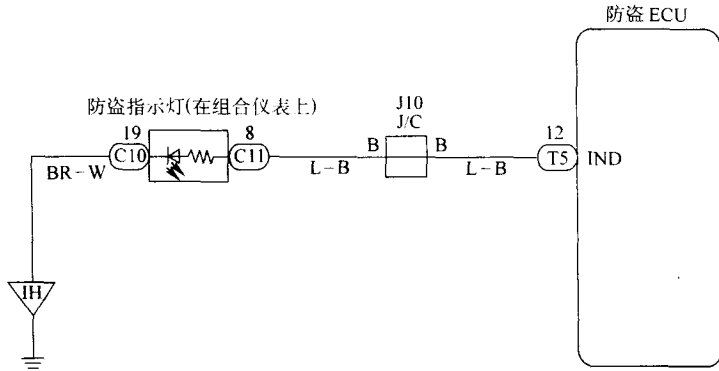 防盗 ECU
防盗指示灯(在组合仪表上)
J10
J/C
19
8
B
B
12
C10
C11
T5
IND
BR-W
L-B
L-B
IH